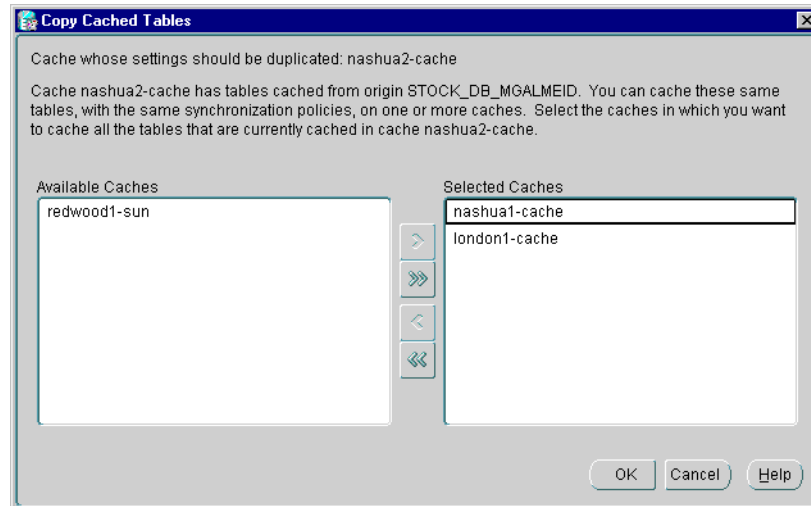 Copy Cached Tables
Cache whose settings should be duplicated: nashua2-cache
Cache nashua2-cache has tables cached from origin STOCK_DB_MGALMEID. You can cache these same
tables, with the same synchronization policies, on one or more caches. Select the caches in which you want
to cache all the tables that are currently cached in cache nashua2-cache.
Available Caches
redwood1-sun
Selected Caches
nashua1-cache
london1-cache
OK
Cancel
Help